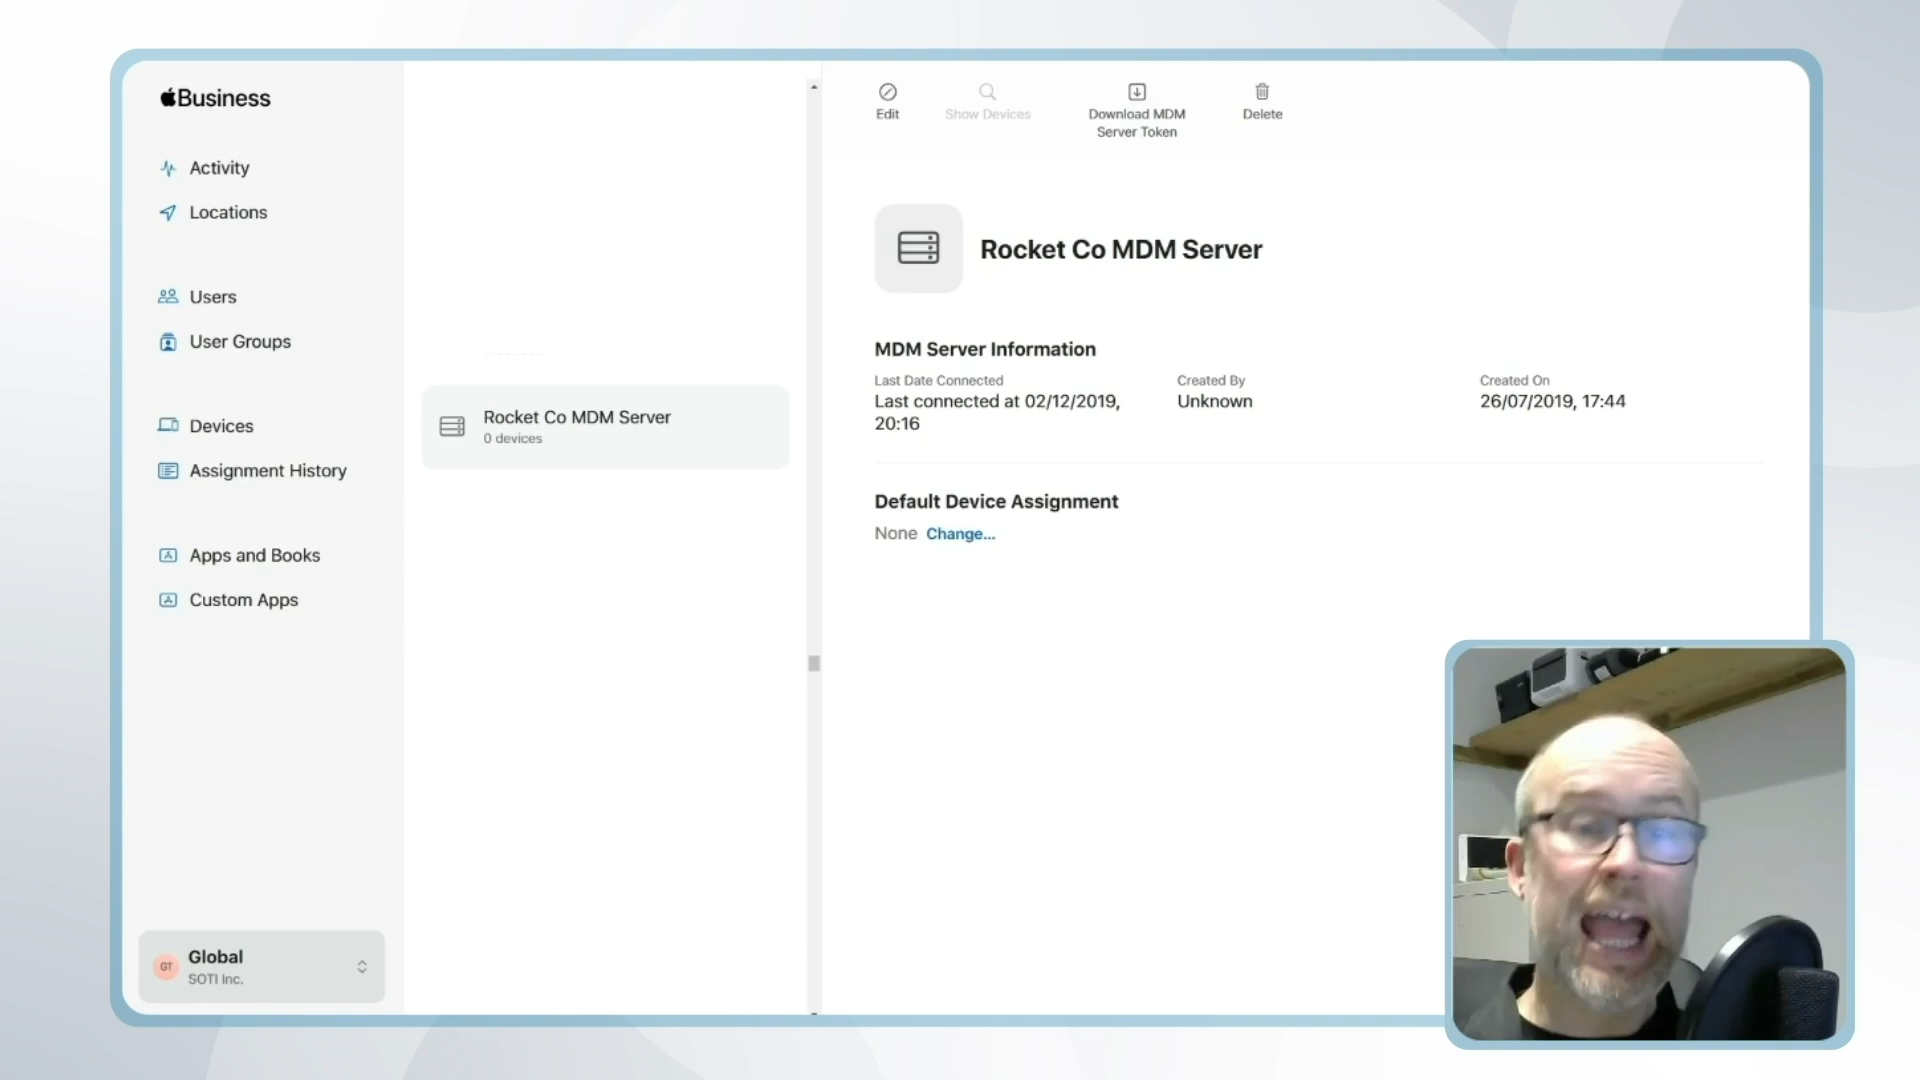 Business
Activity
Locations
Users
User Groups
Devices
Assignment History
Apps and Books
Custom Apps
GT
Global
SOTI Inc.
Rocket Co MDM Server
0 devices
Edit
Show Devices
Download MDM
Server Token
Delete
Rocket Co MDM Server
MDM Server Information
Last Date Connected
Last connected at 02/12/2019,
20:16
Created By
Unknown
Created On
26/07/2019, 17:44
Default Device Assignment
None Change...